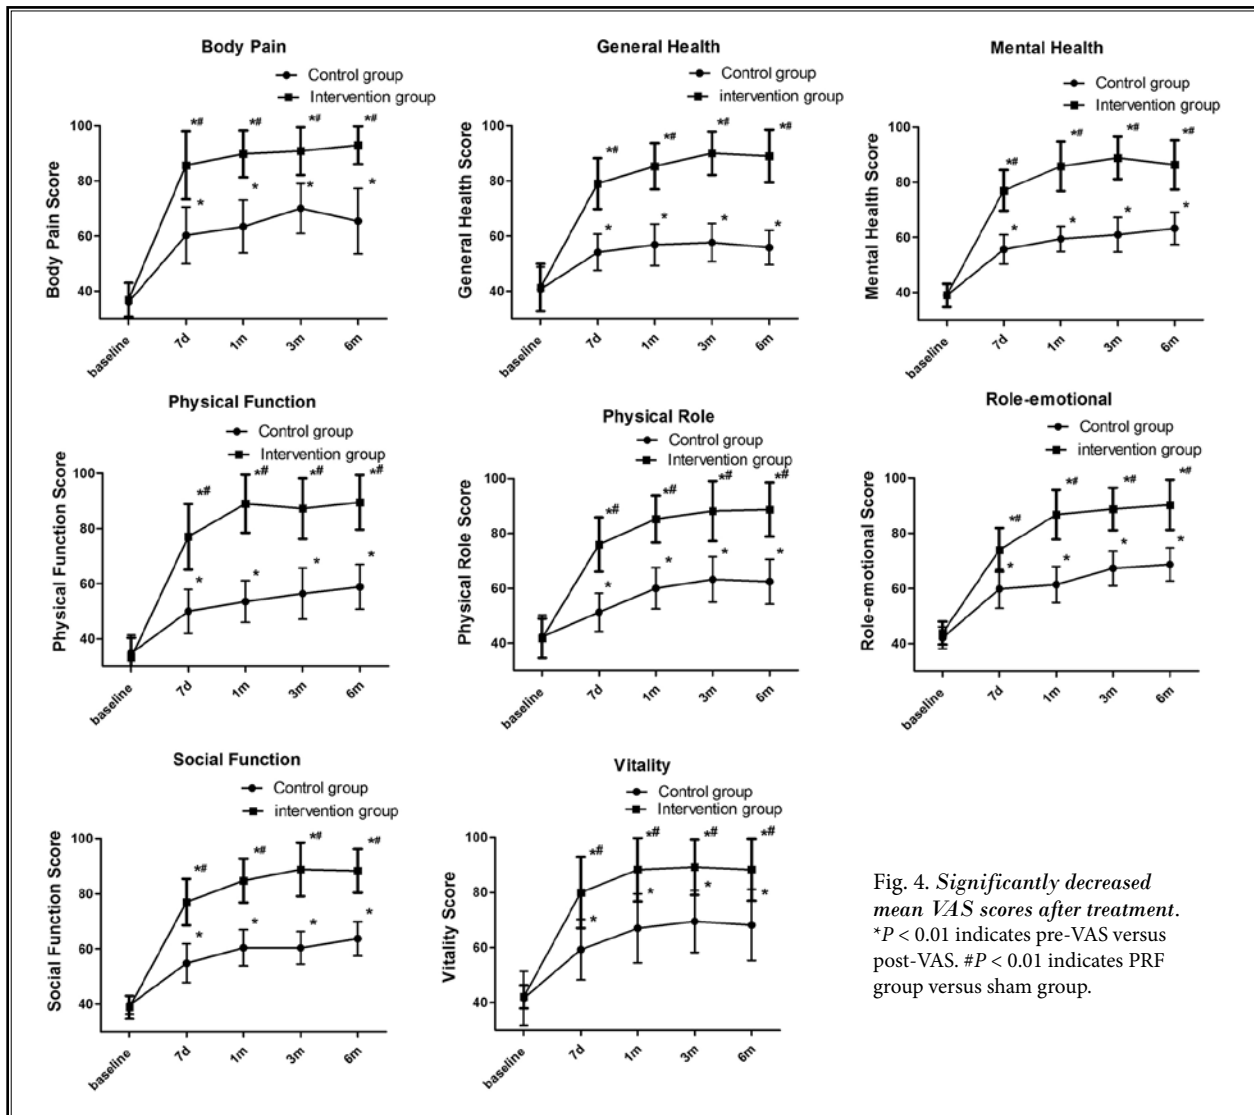 Body Pain
Control group
Intervention group
Body Pain Score
100
80
60
40
*#
*#
*#
*#
*
*
*
*
baseline
7d
1m
3m
6m
General Health
Control group
intervention group
General Health Score
100
80
60
40
*#
*#
*#
*#
*
*
*
*
baseline
7d
1m
3m
6m
Mental Health
Control group
Intervention group
Mental Health Score
100
80
60
40
*#
*#
*#
*#
*
*
*
*
baseline
7d
1m
3m
6m
Physical Function
Control group
Intervention group
Physical Function Score
100
80
60
40
*#
*#
*#
*#
*
*
*
*
baseline
7d
1m
3m
6m
Physical Role
Control group
Intervention group
Physical Role Score
100
80
60
40
*#
*#
*#
*#
*
*
*
*
baseline
7d
1m
3m
6m
Role-emotional
Control group
intervention group
Role-emotional Score
100
80
60
40
*#
*#
*#
*#
*
*
*
*
baseline
7d
1m
3m
6m
Social Function
Control group
intervention group
Social Function Score
100
80
60
40
*#
*#
*#
*#
*
*
*
*
baseline
7d
1m
3m
6m
Vitality
Control group
Intervention group
Vitality Score
100
80
60
40
*#
*#
*#
*#
*
*
*
*
baseline
7d
1m
3m
6m
Fig. 4. Significantly decreased
mean VAS scores after treatment.
*P < 0.01 indicates pre-VAS versus
post-VAS. #P < 0.01 indicates PRF
group versus sham group.